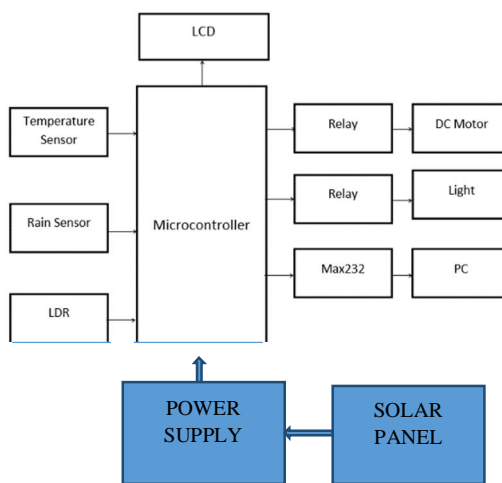 LCD
Temperature
Sensor
Relay
DC Motor
Relay
Light
Rain Sensor
Microcontroller
Max232
PC
LDR
POWER
SUPPLY
SOLAR
PANEL